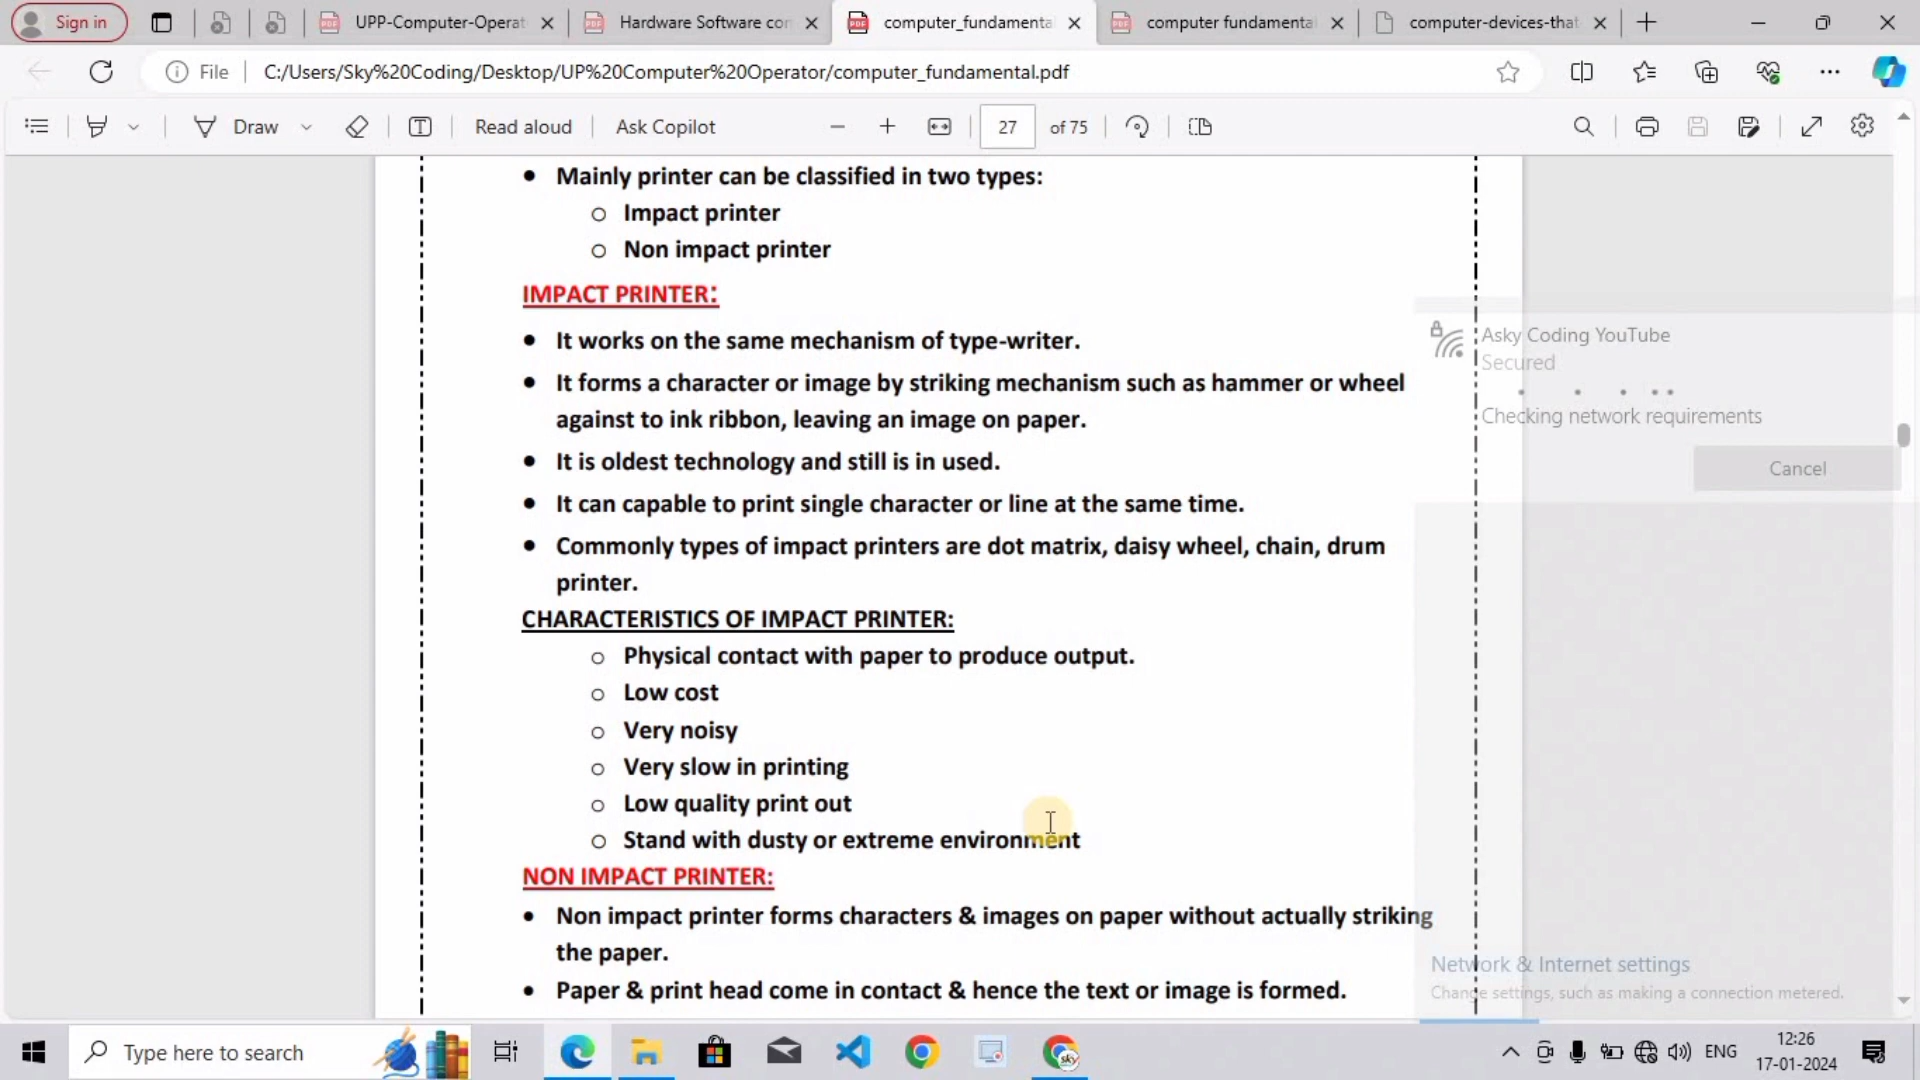 Sign in
UPP-Computer-Operat
Hardware Software con
computer_fundamenta
computer fundamental
computer-devices-that
File
C:/Users/Sky%20Coding/Desktop/UP%20Computer%20Operator/computer_fundamental.pdf
Draw
Read aloud
Ask Copilot
27
of 75
• Mainly printer can be classified in two types:
o Impact printer
o Non impact printer
IMPACT PRINTER:
• It works on the same mechanism of type-writer.
• It forms a character or image by striking mechanism such as hammer or wheel
against to ink ribbon, leaving an image on paper.
• It is oldest technology and still is in used.
• It can capable to print single character or line at the same time.
• Commonly types of impact printers are dot matrix, daisy wheel, chain, drum
printer.
CHARACTERISTICS OF IMPACT PRINTER:
o Physical contact with paper to produce output.
o Low cost
o Very noisy
o Very slow in printing
o Low quality print out
o Stand with dusty or extreme environment
NON IMPACT PRINTER:
• Non impact printer forms characters & images on paper without actually striking
the paper.
• Paper & print head come in contact & hence the text or image is formed.
Asky Coding YouTube
Secured
Checking network requirements
Cancel
Network & Internet settings
Change settings, such as making a connection metered.
Type here to search
sky
ENG
12:26
17-01-2024